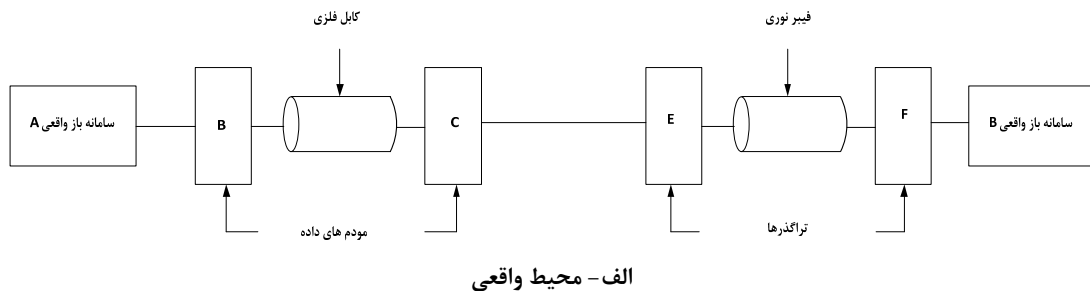 کابل فلزی
فیبر نوری
سامانه باز واقعی A
B
C
E
F
سامانه باز واقعی B
مودم های داده
تراگذرها
الف- محیط واقعی